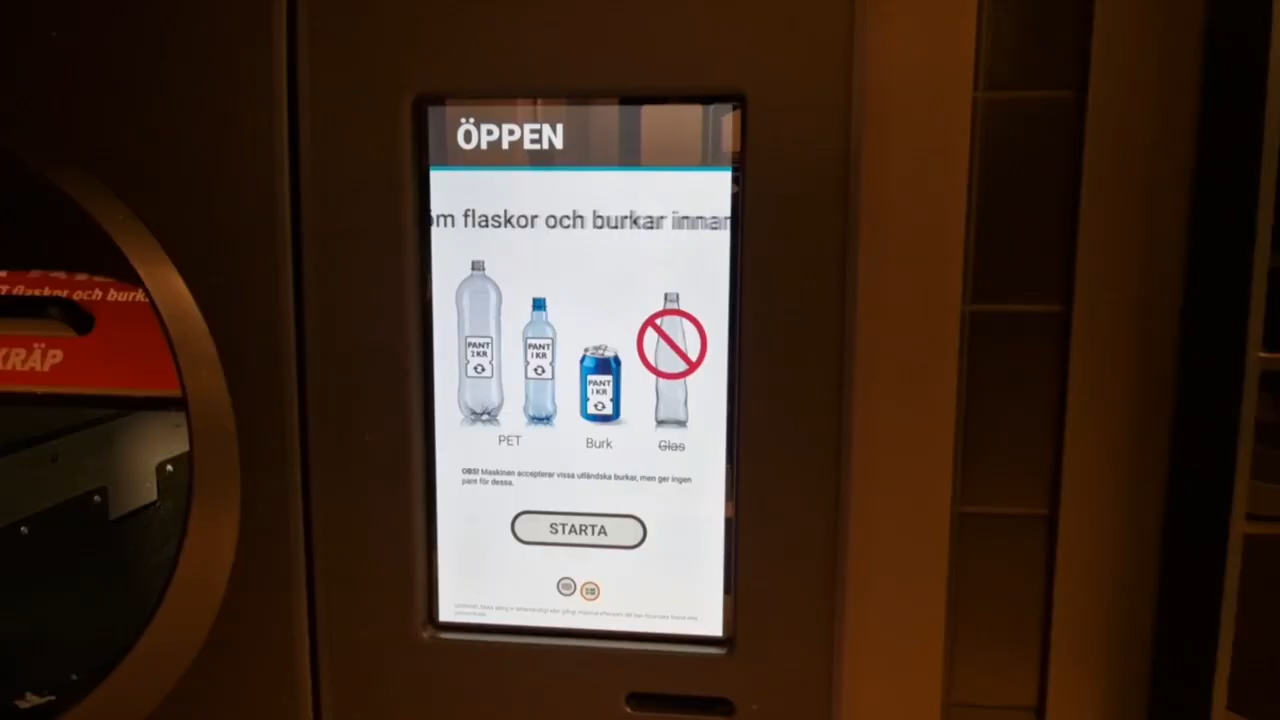 ÖPPEN
öm flaskor och burkar innan
PANT
2 KR
PANT
1 KR
PANT
1 KR
PET
Burk
Glas
OBS! Maskinen accepterar vissa utländska burkar, men ger ingen
pant för dessa.
STARTA
flaskor och burk
KRÄP